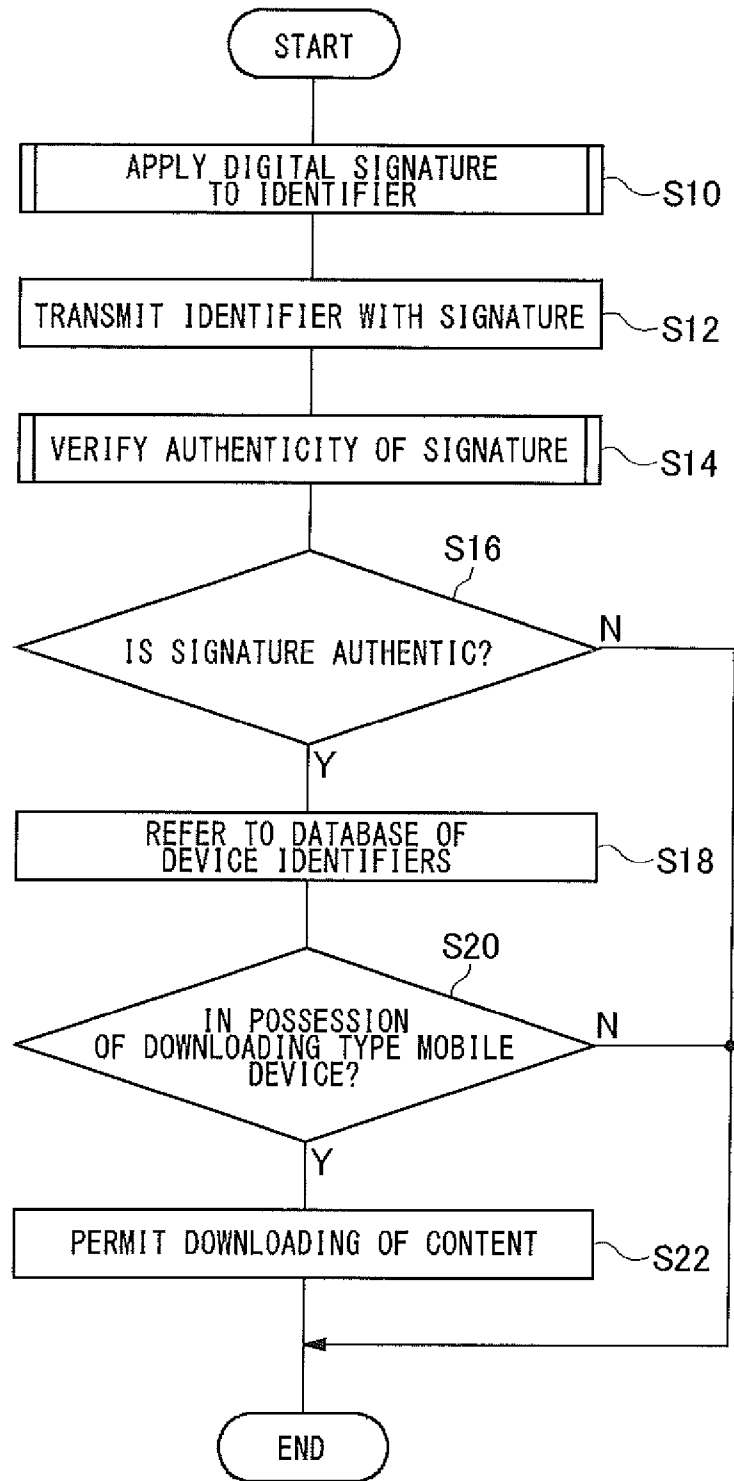 START
APPLY DIGITAL SIGNATURE
TO IDENTIFIER
S10
TRANSMIT IDENTIFIER WITH SIGNATURE
S12
VERIFY AUTHENTICITY OF SIGNATURE
S14
S16
IS SIGNATURE AUTHENTIC?
N
Y
REFER TO DATABASE OF
DEVICE IDENTIFIERS
S18
S20
IN POSSESSION
OF DOWNLOADING TYPE MOBILE
DEVICE?
N
Y
PERMIT DOWNLOADING OF CONTENT
S22
END